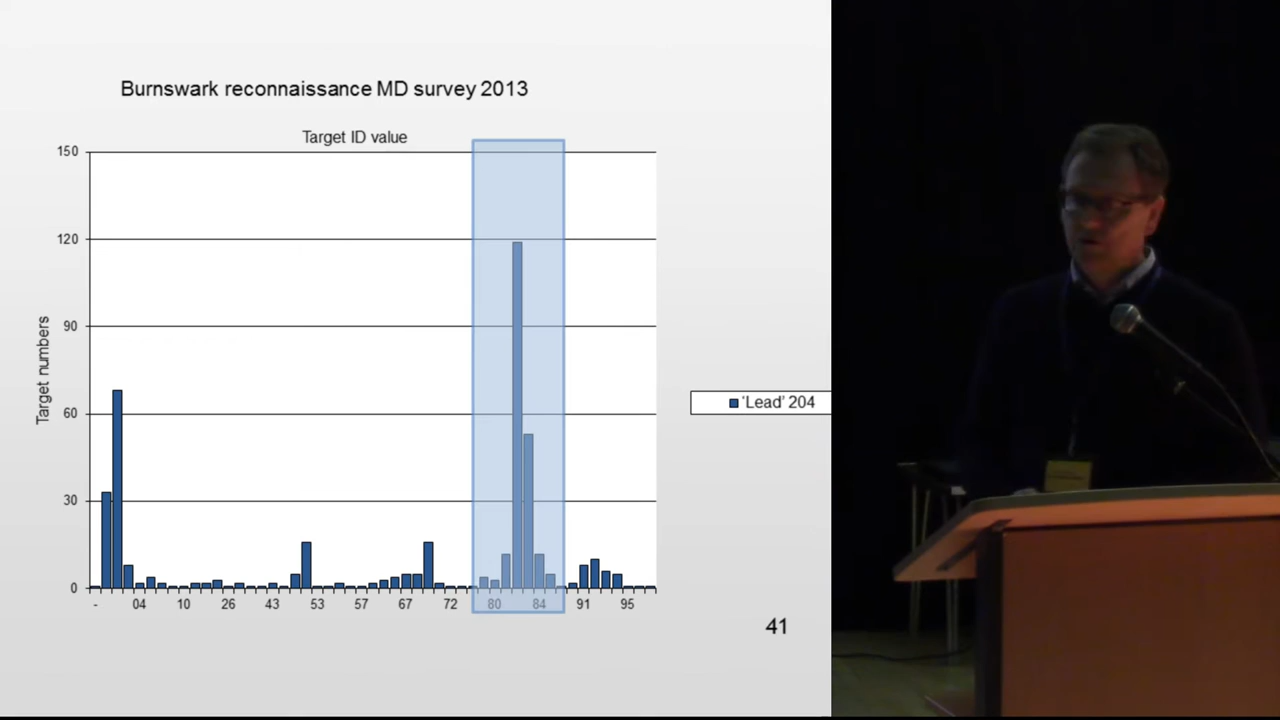 Burnswark reconnaissance MD survey 2013
Target ID value
150
120
90
60
30
0
Target numbers
- 04 10 26 43 53 57 67 72 80 84 91 95
'Lead' 204
41